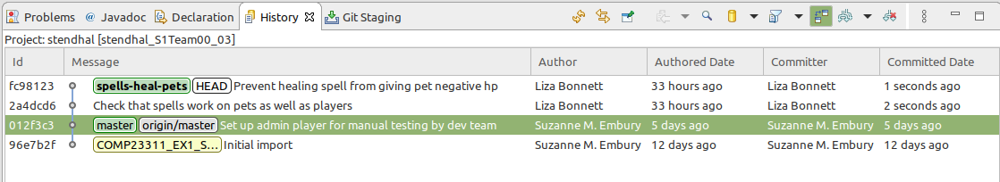 Problems @ Javadoc Declaration History Git Staging
Project: stendhal [stendhal_S1Team00_03]
Id Message Author Authored Date Committer Committed Date
fc98123 spells-heal-pets HEAD Prevent healing spell from giving pet negative hp Liza Bonnett 33 hours ago Liza Bonnett 1 seconds ago
2a4dcd6 Check that spells work on pets as well as players Liza Bonnett 33 hours ago Liza Bonnett 2 seconds ago
012f3c3 master origin/master Set up admin player for manual testing by dev team Suzanne M. Embury 5 days ago Suzanne M. Embury 5 days ago
96e7b2f COMP23311_EX1_S... Initial import Suzanne M. Embury 12 days ago Suzanne M. Embury 12 days ago